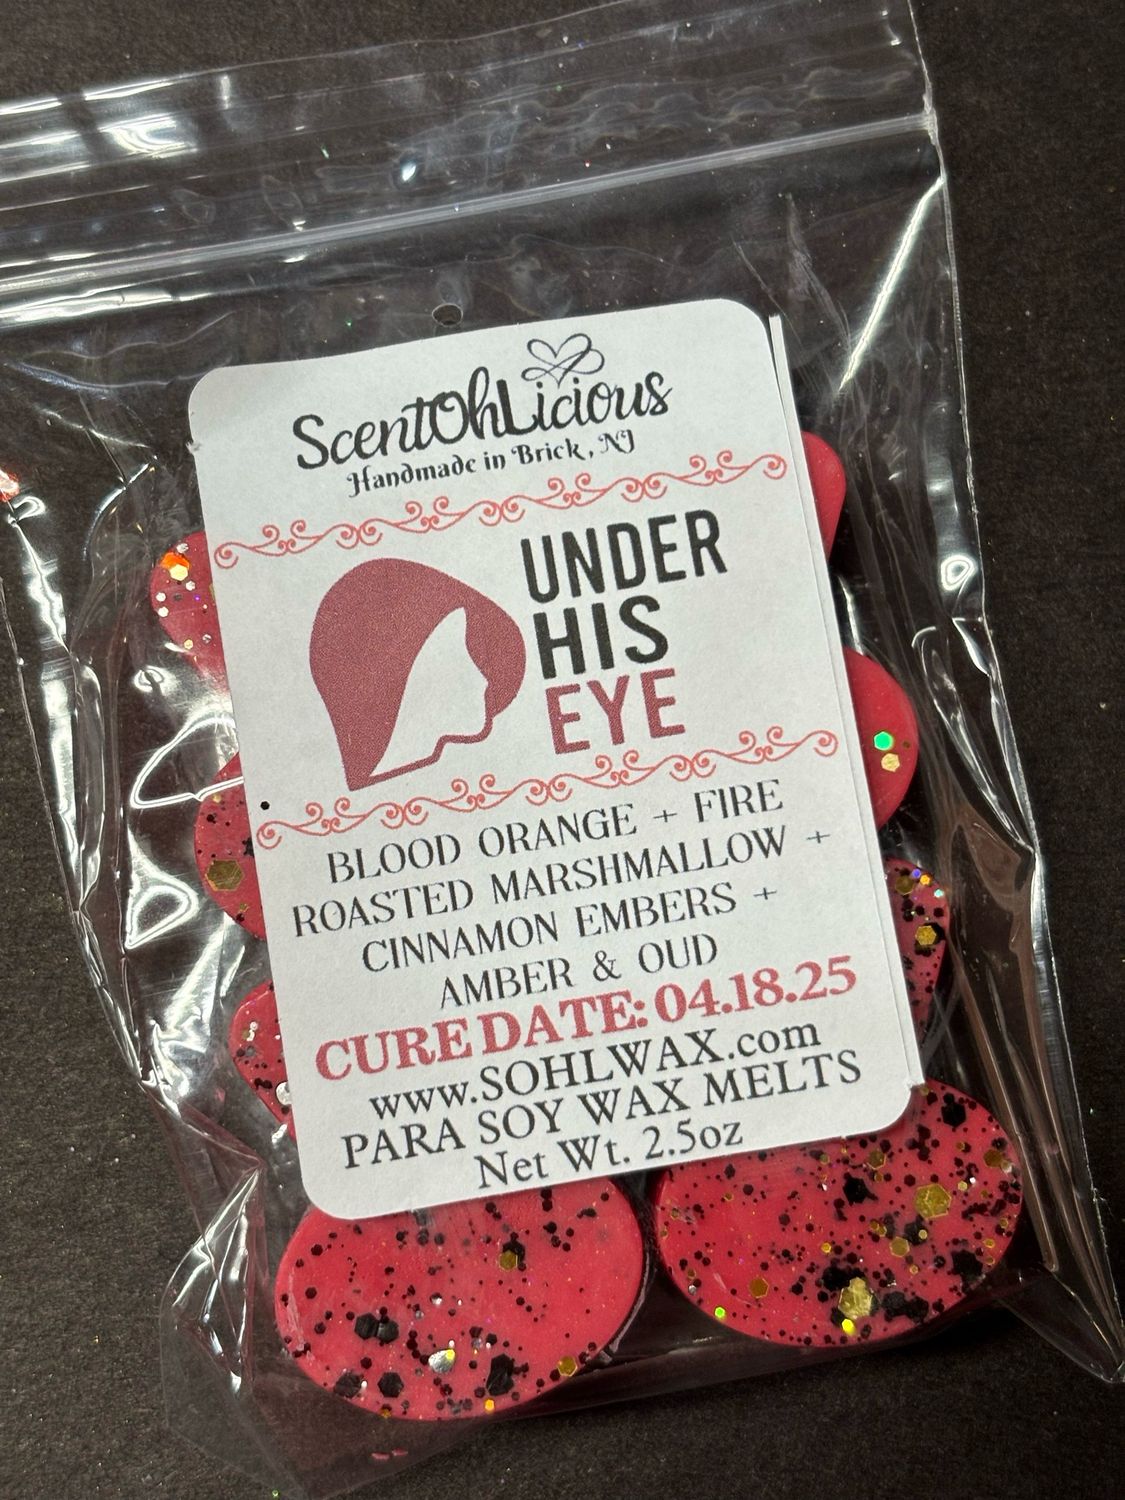 ScentOhLicious
Handmade in Brick, NJ
UNDER
HIS
EYE
BLOOD ORANGE + FIRE
ROASTED MARSHMALLOW +
CINNAMON EMBERS +
AMBER & OUD
CURE DATE: 04.18.25
www.SOHLWAX.com
PARA SOY WAX MELTS
Net Wt. 2.5oz